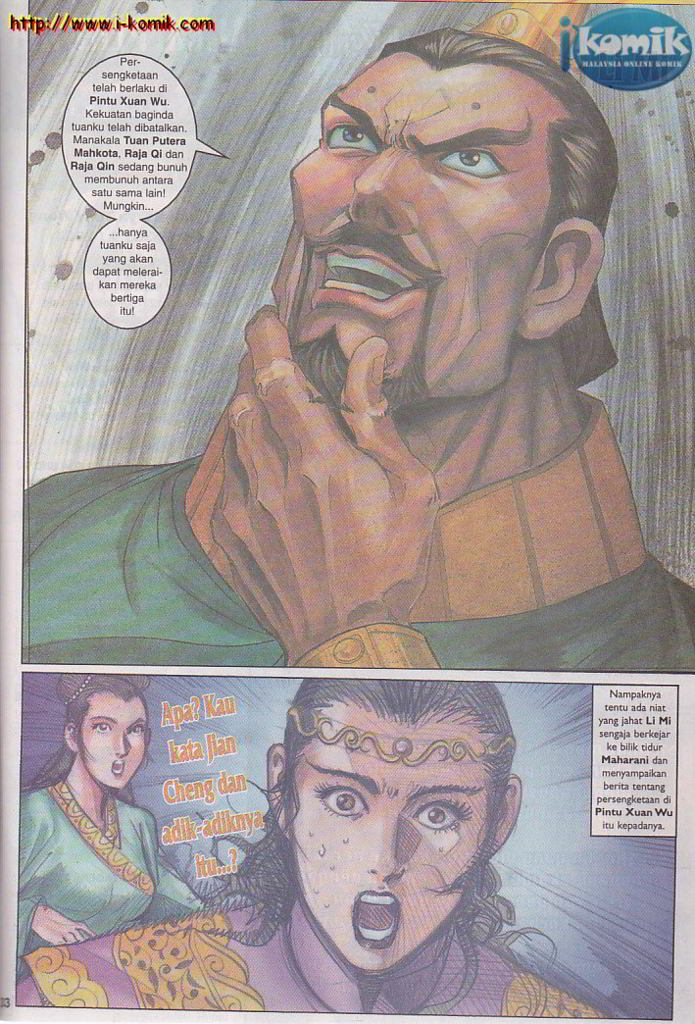 http://www.i-komik.com
ikomik
MALAYSIA ONLINE KOMIK
Per-
sengketaan
telah berlaku di
Pintu Xuan Wu.
Kekuatan baginda
tuanku telah dibatalkan.
Manakala Tuan Putera
Mahkota, Raja Qi dan
Raja Qin sedang bunuh
membunuh antara
satu sama lain!
Mungkin...
...hanya
tuanku saja
yang akan
dapat melerai-
kan mereka
bertiga
itu!
Apa? Kau
kata Jian
Cheng dan
adik-adiknya
itu...?
Nampaknya
tentu ada niat
yang jahat Li Mi
sengaja berkejar
ke bilik tidur
Maharani dan
menyampaikan
berita tentang
persengketaan di
Pintu Xuan Wu
itu kepadanya.